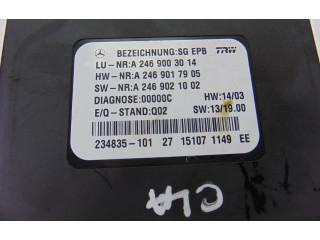 BEZEICHNUNG:SG EPB TRW
LU-NR:A 246 900 30 14
HW-NR:A 246 901 79 05
SW-NR:A 246 902 10 02
DIAGNOSE:00000C HW:14/03
E/Q-STAND:Q02 SW:13/19.00
234835-101 27 15107 1149 EE
CLA